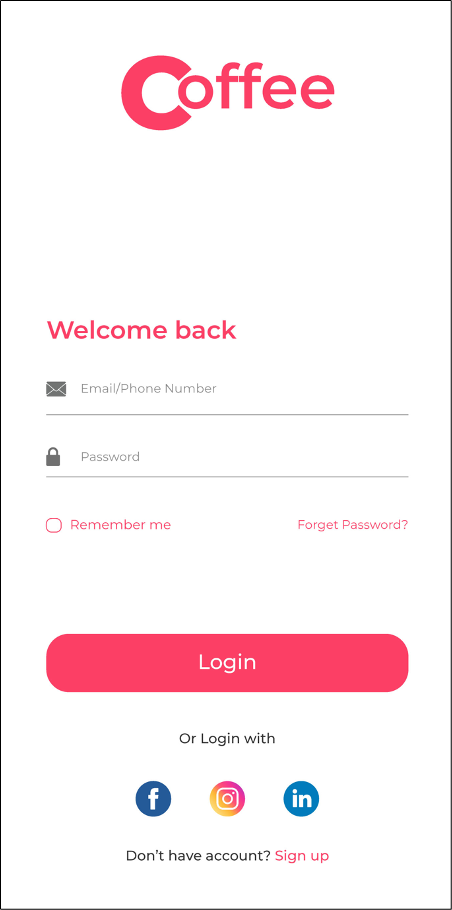 Coffee
Welcome back
Email/Phone Number
Password
Remember me
Forget Password?
Login
Or Login with
f
in
Don't have account? Sign up